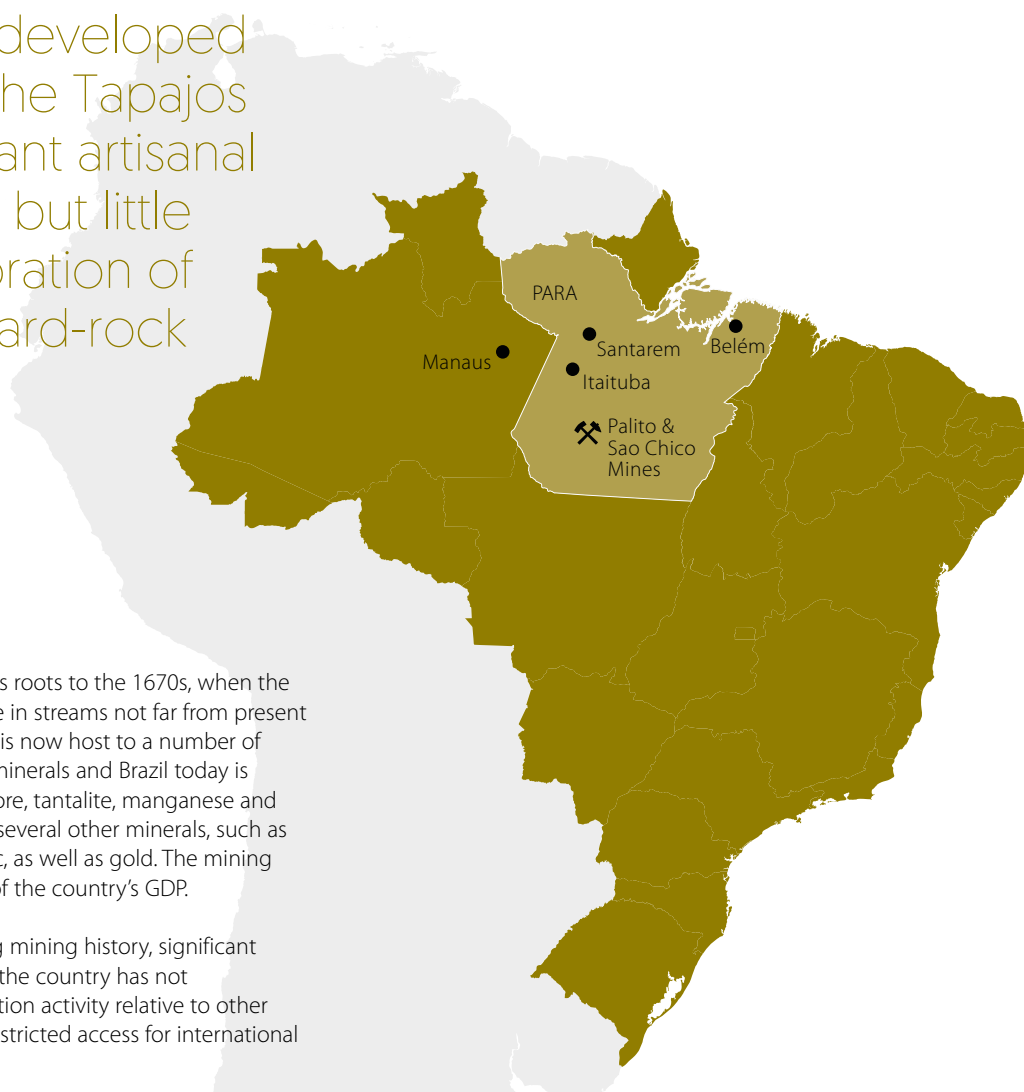 developed
he Tapajos
ant artisanal
but little
oration of
ard-rock
PARA
Santarem
Belém
Manaus
Itaituba
Palito &
Sao Chico
Mines
s roots to the 1670s, when the
e in streams not far from present
is now host to a number of
minerals and Brazil today is
ore, tantalite, manganese and
several other minerals, such as
c, as well as gold. The mining
of the country's GDP.
g mining history, significant
the country has not
tion activity relative to other
stricted access for international